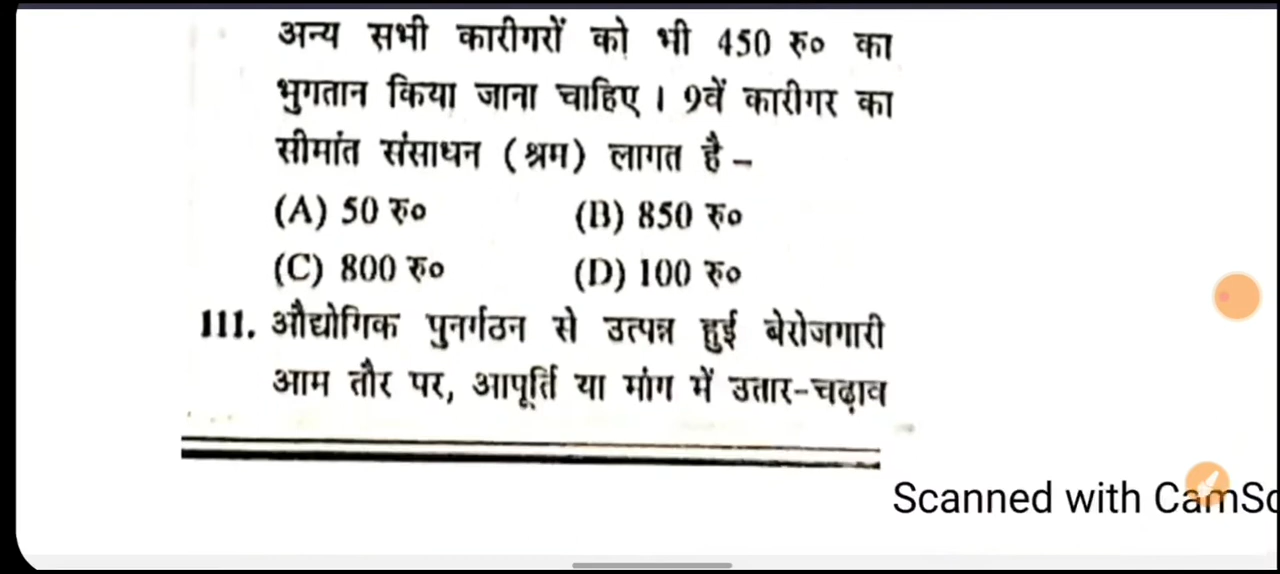 अन्य सभी कारीगरों को भी 450 रु० का
भुगतान किया जाना चाहिए । 9वें कारीगर का
सीमांत संसाधन (श्रम) लागत है –
(A) 50 रु० (B) 850 रु०
(C) 800 रु० (D) 100 रु०
111. औद्योगिक पुनर्गठन से उत्पन्न हुई बेरोजगारी
आम तौर पर, आपूर्ति या मांग में उतार-चढ़ाव
Scanned with CamSc